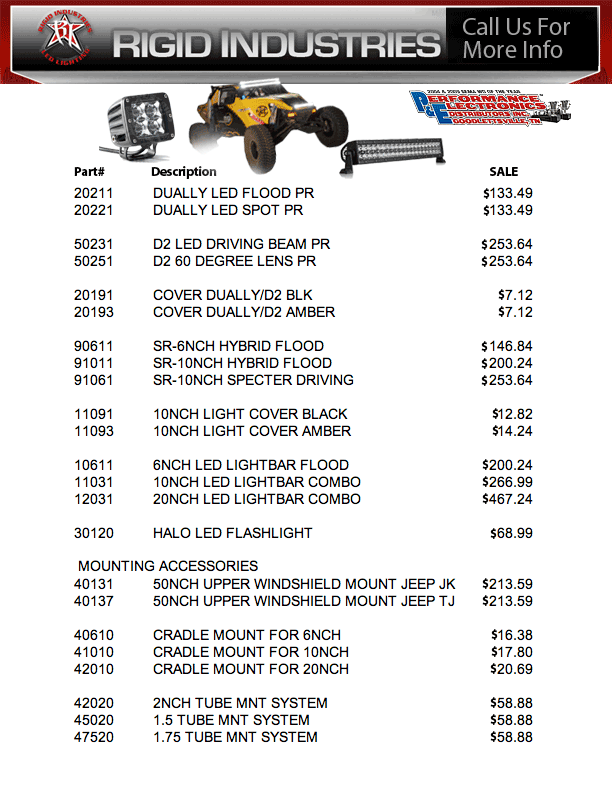 RIGID INDUSTRIES
LED LIGHTING
RIGID INDUSTRIES
Call Us For
More Info
PERFORMANCE
ELECTRONICS
DISTRIBUTORS INC.
GOODLETTSVILLE, TN
Part# Description SALE
20211 DUALLY LED FLOOD PR $133.49
20221 DUALLY LED SPOT PR $133.49
50231 D2 LED DRIVING BEAM PR $253.64
50251 D2 60 DEGREE LENS PR $253.64
20191 COVER DUALLY/D2 BLK $7.12
20193 COVER DUALLY/D2 AMBER $7.12
90611 SR-6NCH HYBRID FLOOD $146.84
91011 SR-10NCH HYBRID FLOOD $200.24
91061 SR-10NCH SPECTER DRIVING $253.64
11091 10NCH LIGHT COVER BLACK $12.82
11093 10NCH LIGHT COVER AMBER $14.24
10611 6NCH LED LIGHTBAR FLOOD $200.24
11031 10NCH LED LIGHTBAR COMBO $266.99
12031 20NCH LED LIGHTBAR COMBO $467.24
30120 HALO LED FLASHLIGHT $68.99
MOUNTING ACCESSORIES
40131 50NCH UPPER WINDSHIELD MOUNT JEEP JK $213.59
40137 50NCH UPPER WINDSHIELD MOUNT JEEP TJ $213.59
40610 CRADLE MOUNT FOR 6NCH $16.38
41010 CRADLE MOUNT FOR 10NCH $17.80
42010 CRADLE MOUNT FOR 20NCH $20.69
42020 2NCH TUBE MNT SYSTEM $58.88
45020 1.5 TUBE MNT SYSTEM $58.88
47520 1.75 TUBE MNT SYSTEM $58.88